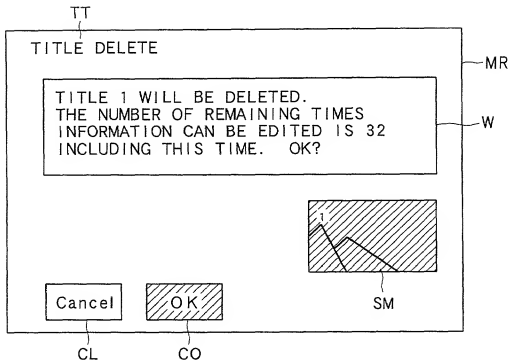 TT
TITLE DELETE
MR
TITLE 1 WILL BE DELETED.
THE NUMBER OF REMAINING TIMES
INFORMATION CAN BE EDITED IS 32
INCLUDING THIS TIME. OK?
W
1
SM
Cancel OK
CL CO